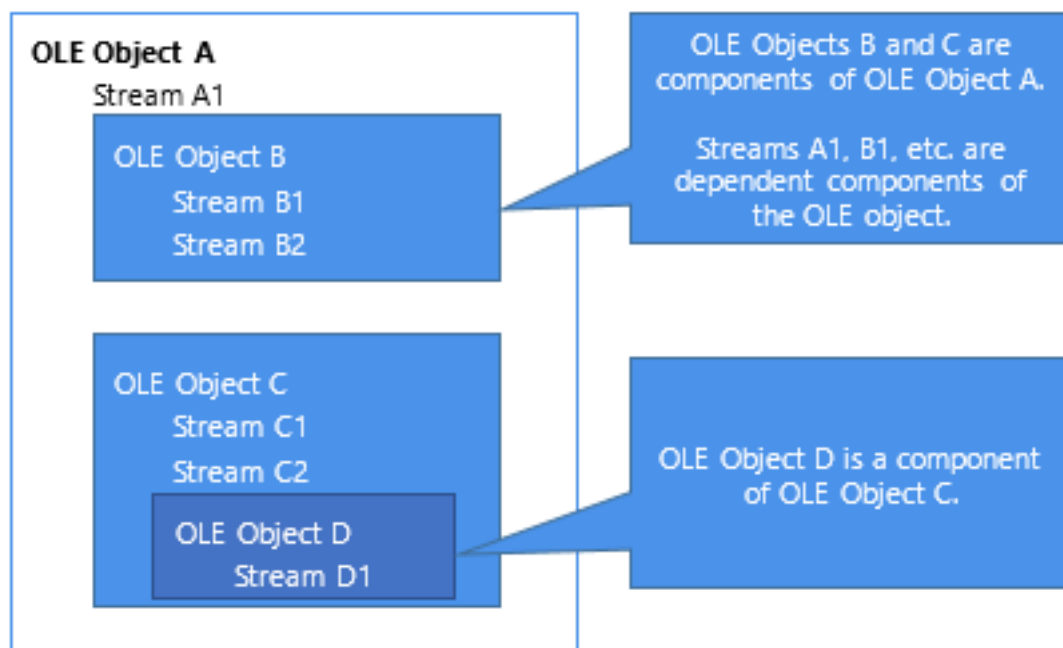 OLE Object A
Stream A1
OLE Object B
Stream B1
Stream B2
OLE Object C
Stream C1
Stream C2
OLE Object D
Stream D1
OLE Objects B and C are
components of OLE Object A.
Streams A1, B1, etc. are
dependent components of
the OLE object.
OLE Object D is a component
of OLE Object C.